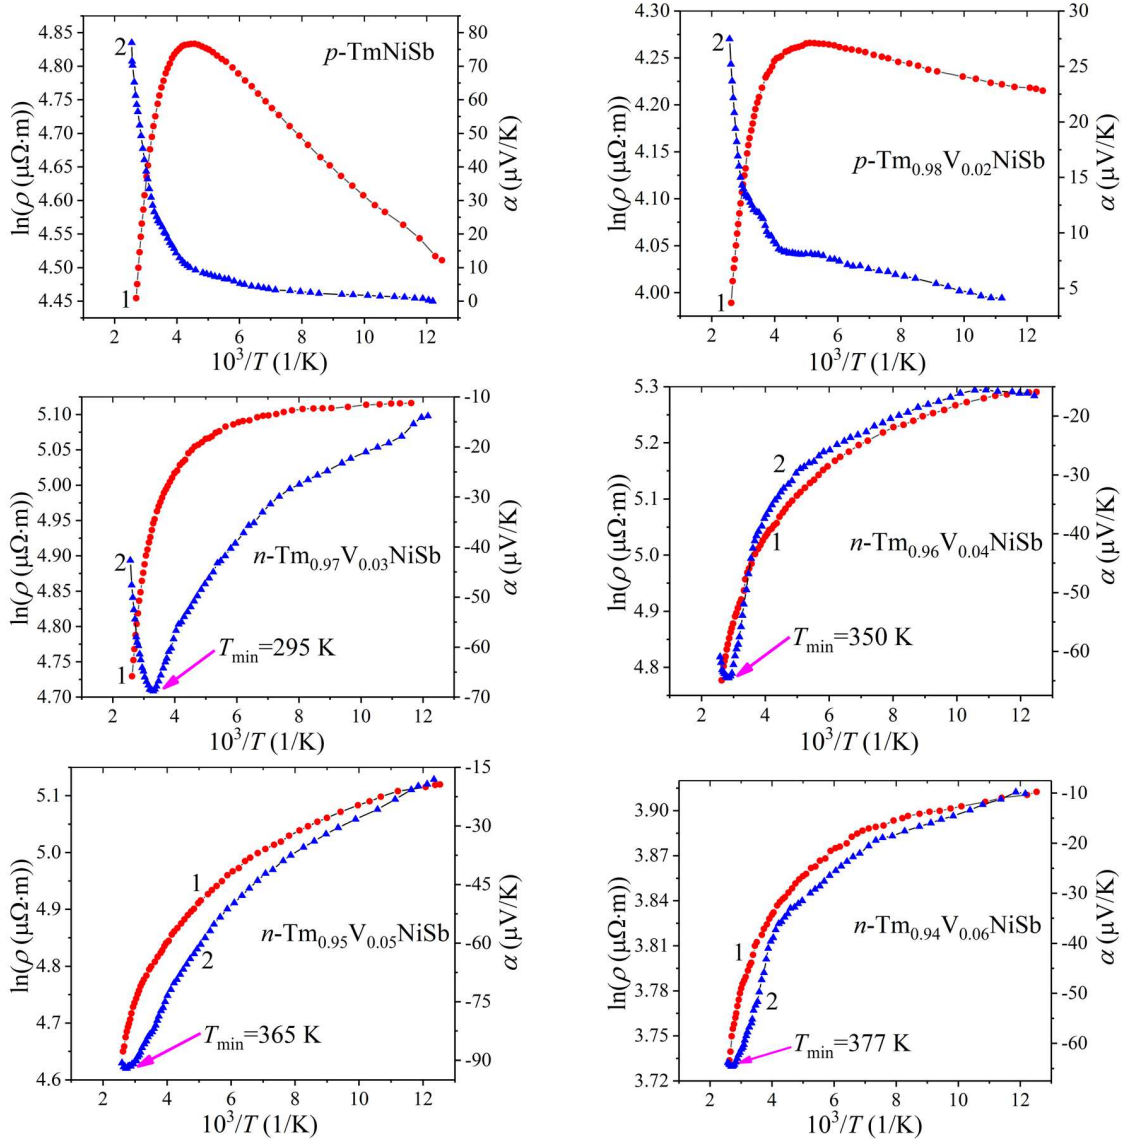 p-TmNiSb
2
1
4.85
4.80
4.75
4.70
4.65
4.60
4.55
4.50
4.45
ln(ρ (μΩ·m))
80
70
60
50
40
30
20
10
0
α (μV/K)
2 4 6 8 10 12
10³/T (1/K)
p-Tm₀.₉₈V₀.₀₂NiSb
2
1
4.30
4.25
4.20
4.15
4.10
4.05
4.00
ln(ρ (μΩ·m))
30
25
20
15
10
5
α (μV/K)
2 4 6 8 10 12
10³/T (1/K)
n-Tm₀.₉₇V₀.₀₃NiSb
2
1
Tmin=295 K
5.10
5.05
5.00
4.95
4.90
4.85
4.80
4.75
4.70
ln(ρ (μΩ·m))
-10
-20
-30
-40
-50
-60
-70
α (μV/K)
2 4 6 8 10 12
10³/T (1/K)
n-Tm₀.₉₆V₀.₀₄NiSb
2
1
Tmin=350 K
5.3
5.2
5.1
5.0
4.9
4.8
ln(ρ (μΩ·m))
-20
-30
-40
-50
-60
α (μV/K)
2 4 6 8 10 12
10³/T (1/K)
n-Tm₀.₉₅V₀.₀₅NiSb
1
2
Tmin=365 K
5.1
5.0
4.9
4.8
4.7
4.6
ln(ρ (μΩ·m))
-15
-30
-45
-60
-75
-90
α (μV/K)
2 4 6 8 10 12
10³/T (1/K)
n-Tm₀.₉₄V₀.₀₆NiSb
1
2
Tmin=377 K
3.90
3.87
3.84
3.81
3.78
3.75
3.72
ln(ρ (μΩ·m))
-10
-20
-30
-40
-50
-60
α (μV/K)
2 4 6 8 10 12
10³/T (1/K)